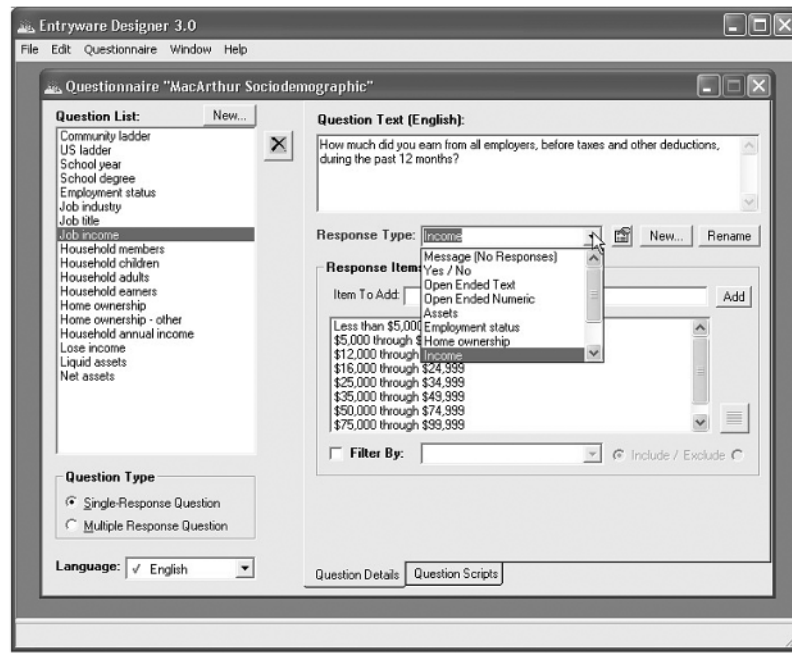 Entryware Designer 3.0
File Edit Questionnaire Window Help
Questionnaire "MacArthur Sociodemographic"
Question List:
New...
Community ladder
US ladder
School year
School degree
Employment status
Job industry
Job title
Job income
Household members
Household children
Household adults
Household earners
Home ownership
Home ownership - other
Household annual income
Lose income
Liquid assets
Net assets
Question Type
Single-Response Question
Multiple Response Question
Language: ✓ English
Question Text (English):
How much did you earn from all employers, before taxes and other deductions,
during the past 12 months?
Response Type: Income
New... Rename
Message (No Responses)
Yes / No
Open Ended Text
Open Ended Numeric
Assets
Employment status
Home ownership
Income
Response Items
Item To Add:
Add
Less than $5,000
$5,000 through $
$12,000 through
$16,000 through $24,999
$25,000 through $34,999
$35,000 through $49,999
$50,000 through $74,999
$75,000 through $99,999
Filter By:
Include / Exclude
Question Details Question Scripts